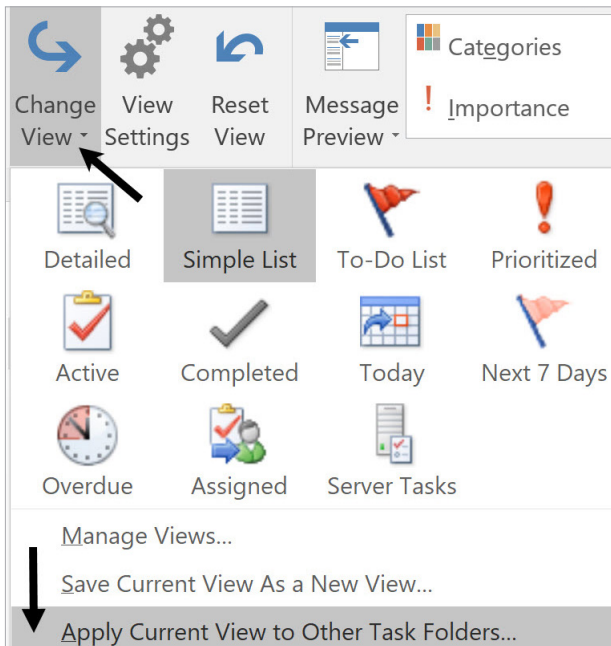 Change View Reset Message Categories
View Settings View Preview ! Importance
Detailed Simple List To-Do List Prioritized
Active Completed Today Next 7 Days
Overdue Assigned Server Tasks
Manage Views...
Save Current View As a New View...
Apply Current View to Other Task Folders...